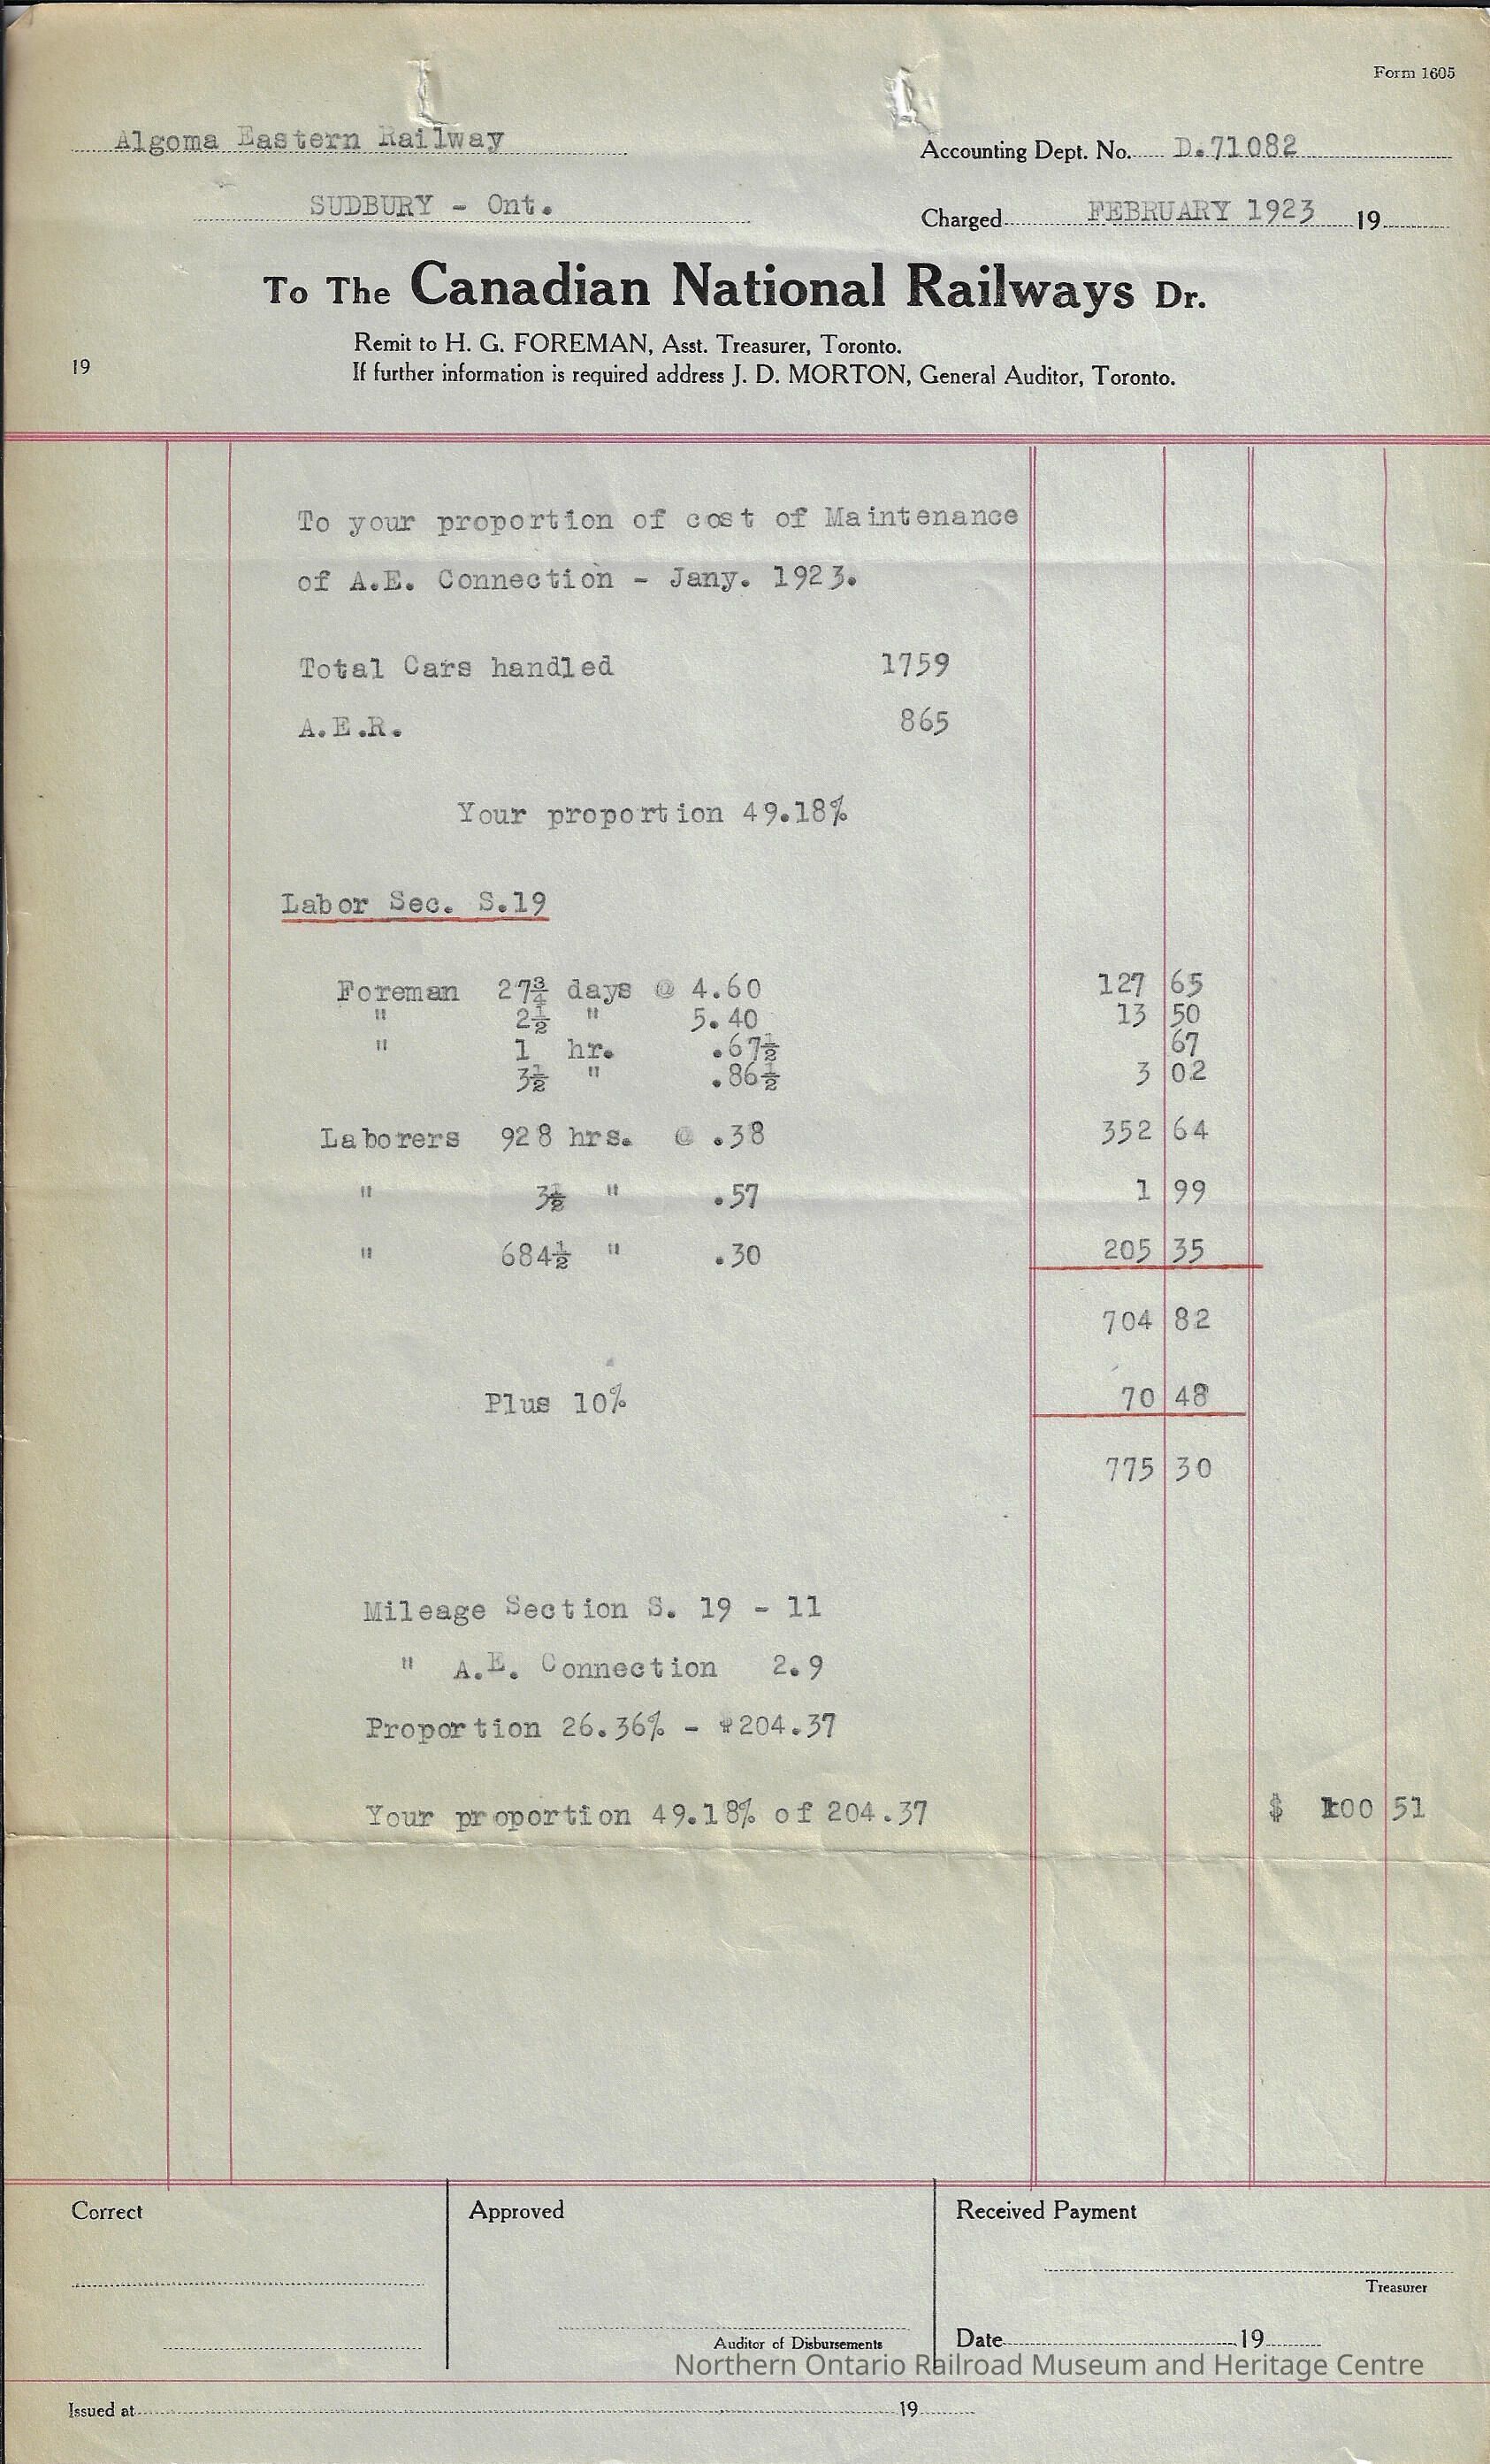 Form 1605
Algoma Eastern Railway
Accounting Dept. No. D.71082
SUDBURY - Ont.
Charged FEBRUARY 1923 19
To The Canadian National Railways Dr.
Remit to H. G. FOREMAN, Asst. Treasurer, Toronto.
19
If further information is required address J. D. MORTON, General Auditor, Toronto.
To your proportion of cost of Maintenance
of A.E. Connection - Jany. 1923.
Total Cars handled 1759
A.E.R. 865
Your proportion 49.18%
Labor Sec. S.19
Foreman 27¾ days @ 4.60 127 65
" 2½ " 5.40 13 50
" 1 hr. .67½ 67
3½ " .86½ 3 02
Laborers 928 hrs. @ .38 352 64
" 3½ " .57 1 99
" 684½ " .30 205 35
704 82
Plus 10% 70 48
775 30
Mileage Section S. 19 - 11
" A.E. Connection 2.9
Proportion 26.36% - $204.37
Your proportion 49.18% of 204.37 $ 100 51
Correct
Approved
Received Payment
Treasurer
Auditor of Disbursements
Date 19
Northern Ontario Railroad Museum and Heritage Centre
Issued at 19